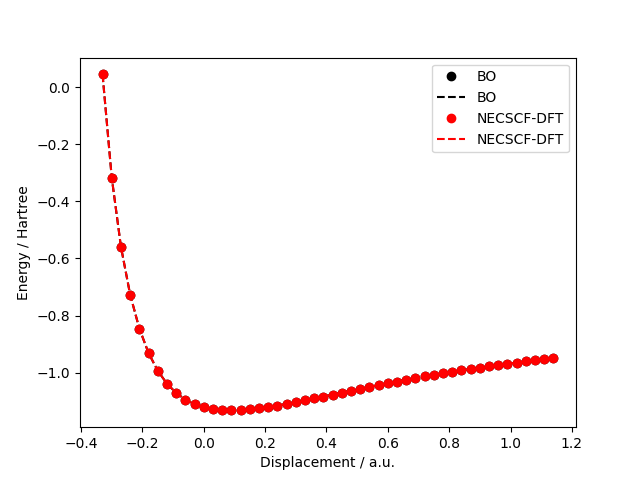 BO
BO
NECSCF-DFT
NECSCF-DFT
0.0
−0.2
−0.4
−0.6
−0.8
−1.0
Energy / Hartree
−0.4 −0.2 0.0 0.2 0.4 0.6 0.8 1.0 1.2
Displacement / a.u.